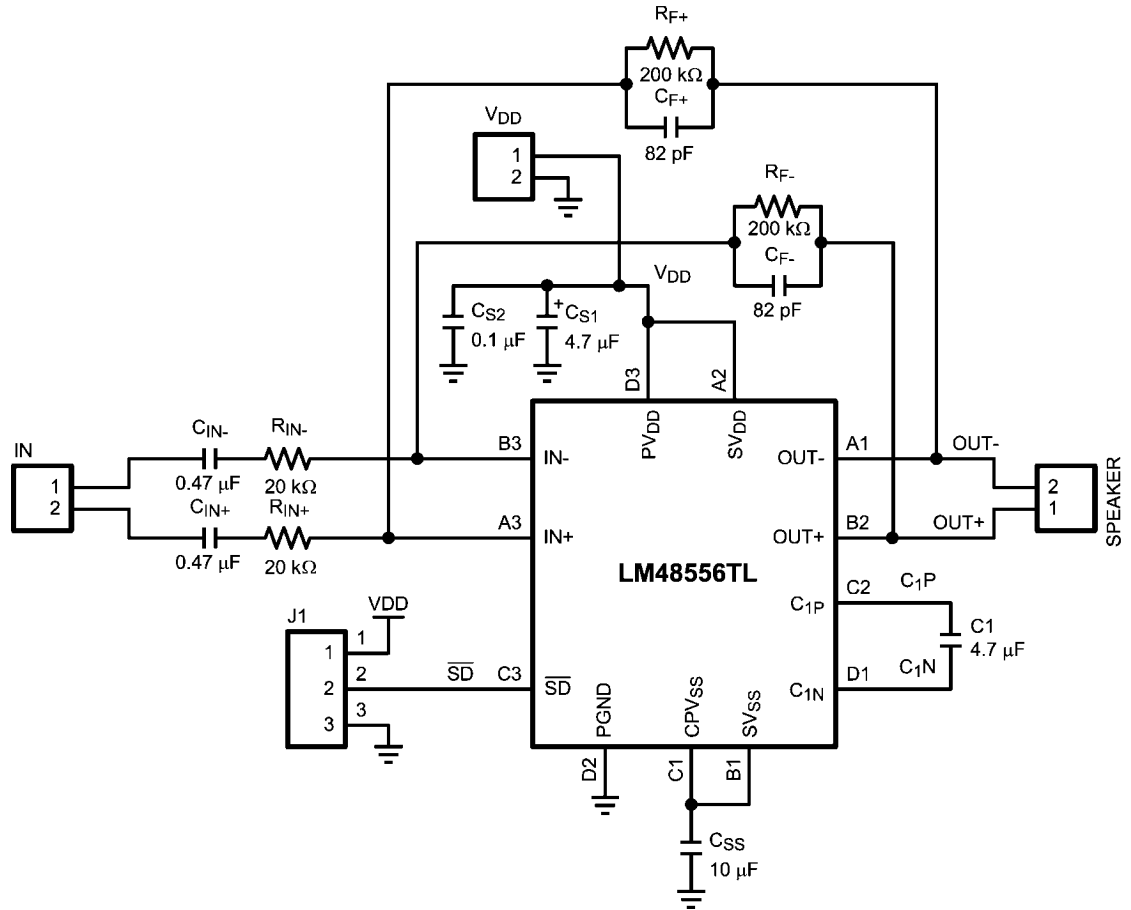 RF+
200 kΩ
CF+
82 pF
VDD
1
2
RF-
200 kΩ
CF-
82 pF
VDD
CS2
0.1 µF
+
CS1
4.7 µF
D3
A2
PVDD
SVDD
IN
1
2
CIN-
0.47 µF
RIN-
20 kΩ
CIN+
0.47 µF
RIN+
20 kΩ
B3
IN-
A3
IN+
OUT-
A1
OUT-
OUT+
B2
OUT+
2
1
SPEAKER
LM48556TL
C1P
C2
C1P
C1
4.7 µF
C1N
D1
C1N
J1
VDD
1
1
2
2
3
3
SD
C3
SD
PGND
CPVSS
SVSS
D2
C1
B1
CSS
10 µF